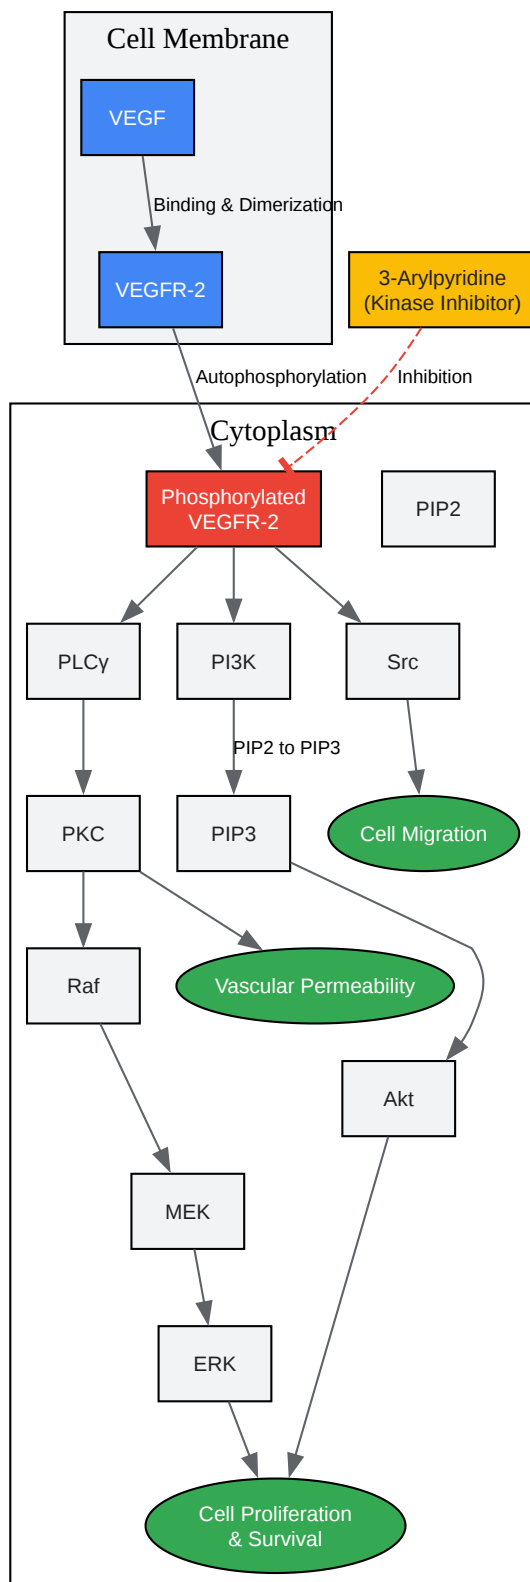 Cell Membrane
VEGF
Binding & Dimerization
VEGFR-2
3-Arylpyridine
(Kinase Inhibitor)
Autophosphorylation
Inhibition
Cytoplasm
Phosphorylated
VEGFR-2
PIP2
PLCγ
PI3K
Src
PIP2 to PIP3
PKC
PIP3
Cell Migration
Raf
Vascular Permeability
Akt
MEK
ERK
Cell Proliferation
& Survival